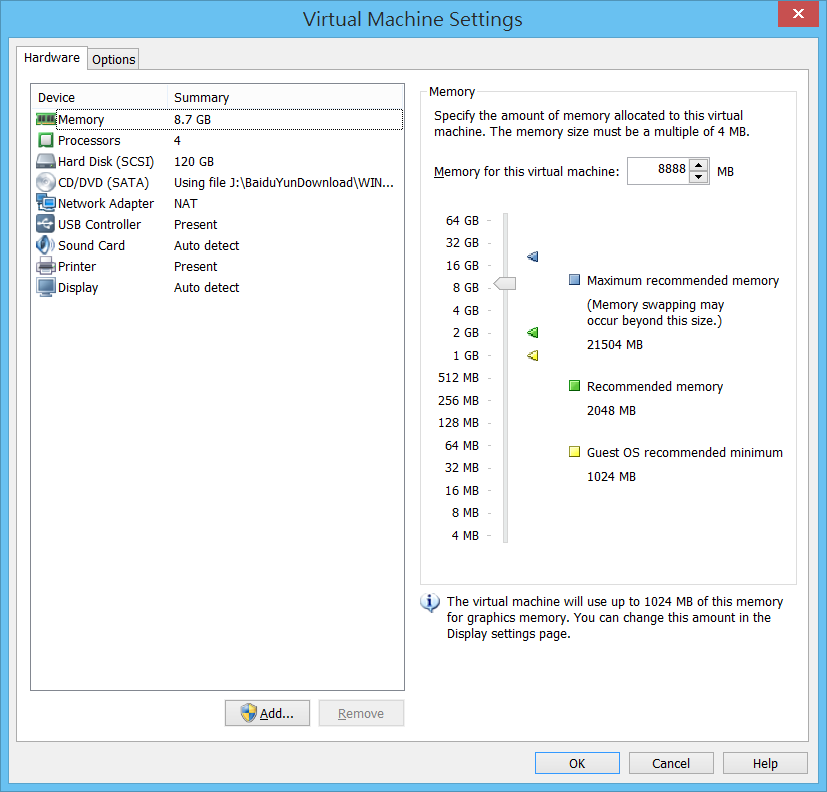 Virtual Machine Settings
Hardware
Options
Device Summary
Memory 8.7 GB
Processors 4
Hard Disk (SCSI) 120 GB
CD/DVD (SATA) Using file J:\BaiduYunDownload\WIN...
Network Adapter NAT
USB Controller Present
Sound Card Auto detect
Printer Present
Display Auto detect
Add...
Remove
Memory
Specify the amount of memory allocated to this virtual
machine. The memory size must be a multiple of 4 MB.
Memory for this virtual machine: 8888 MB
64 GB
32 GB
16 GB
8 GB
4 GB
2 GB
1 GB
512 MB
256 MB
128 MB
64 MB
32 MB
16 MB
8 MB
4 MB
Maximum recommended memory
(Memory swapping may
occur beyond this size.)
21504 MB
Recommended memory
2048 MB
Guest OS recommended minimum
1024 MB
The virtual machine will use up to 1024 MB of this memory
for graphics memory. You can change this amount in the
Display settings page.
OK
Cancel
Help